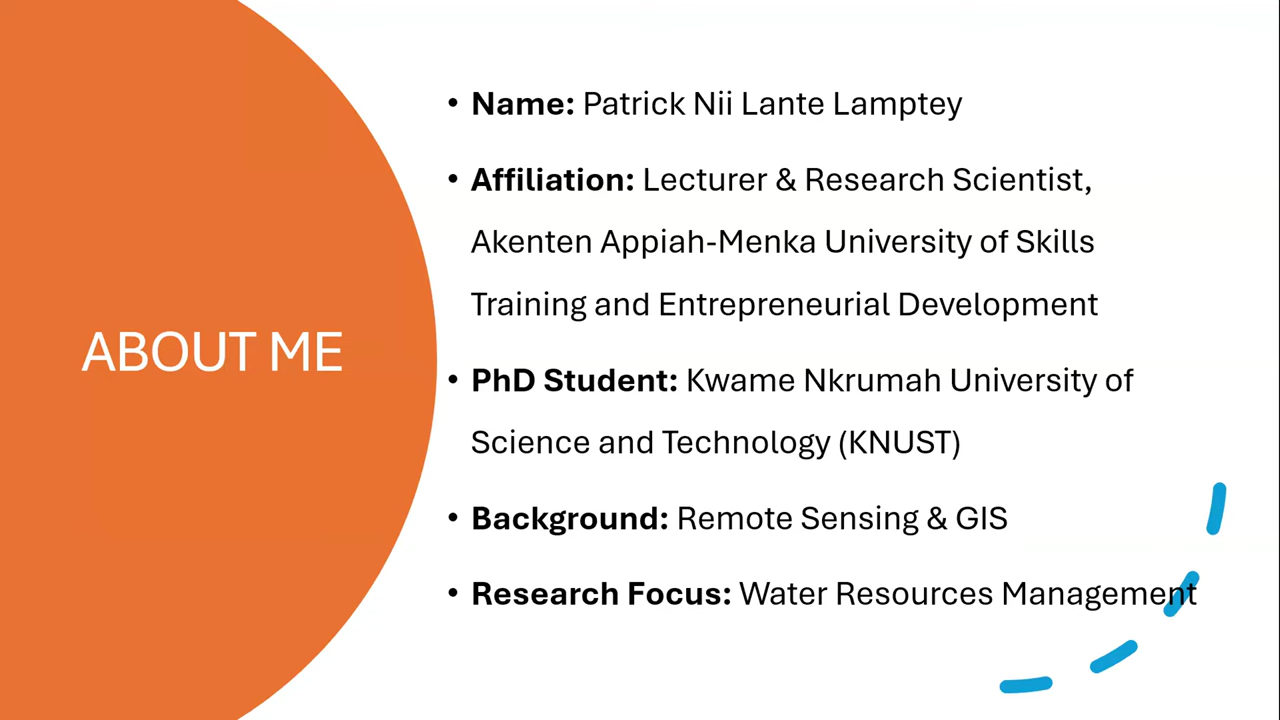 ABOUT ME
• Name: Patrick Nii Lante Lamptey
• Affiliation: Lecturer & Research Scientist,
Akenten Appiah-Menka University of Skills
Training and Entrepreneurial Development
• PhD Student: Kwame Nkrumah University of
Science and Technology (KNUST)
• Background: Remote Sensing & GIS
• Research Focus: Water Resources Management